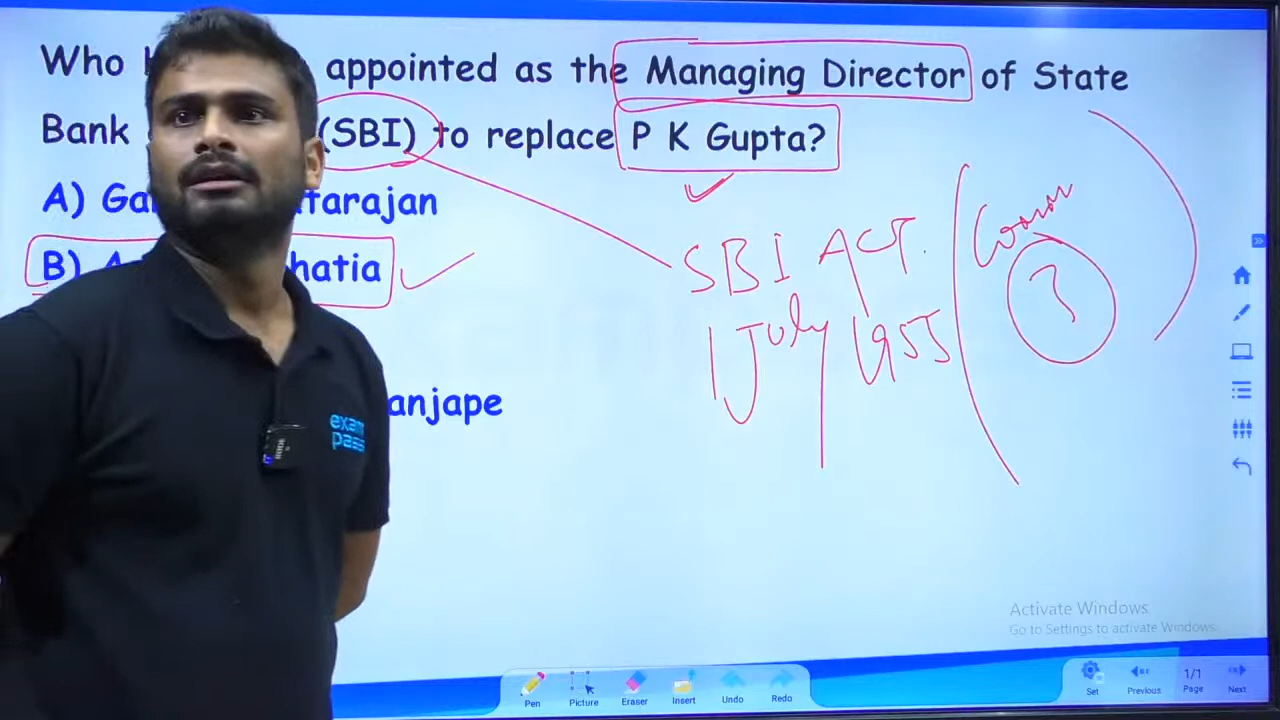 Who appointed as the Managing Director of State
Bank (SBI) to replace P K Gupta?
A) Ga tarajan
B) A hatia
anjape
SBI ACT.
1 July 1955
3
exam
pass
Activate Windows
Go to Settings to activate Windows.
Pen
Picture
Eraser
Insert
Undo
Redo
Set
Previous
1/1
Page
Next